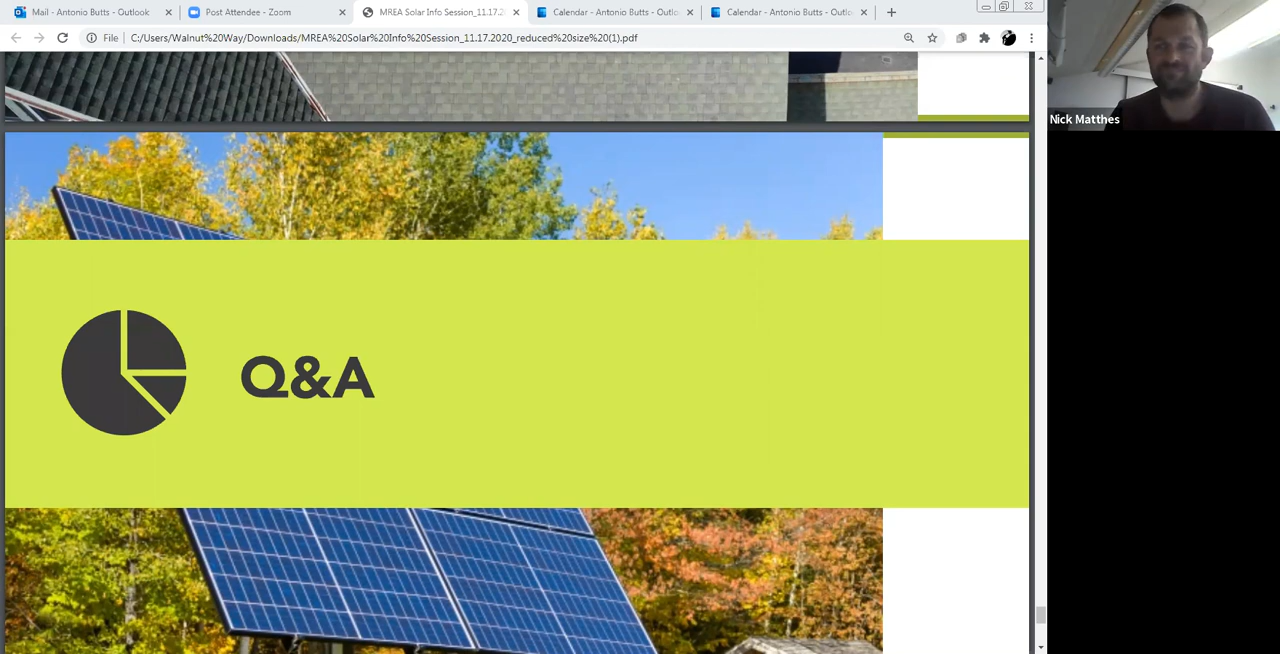 Mail - Antonio Butts - Outlook
Post Attendee - Zoom
MREA Solar Info Session_11.17.2
Calendar - Antonio Butts - Outlo
Calendar - Antonio Butts - Outlo
File
C:/Users/Walnut%20Way/Downloads/MREA%20Solar%20Info%20Session_11.17.2020_reduced%20size%20(1).pdf
Nick Matthes
Q&A